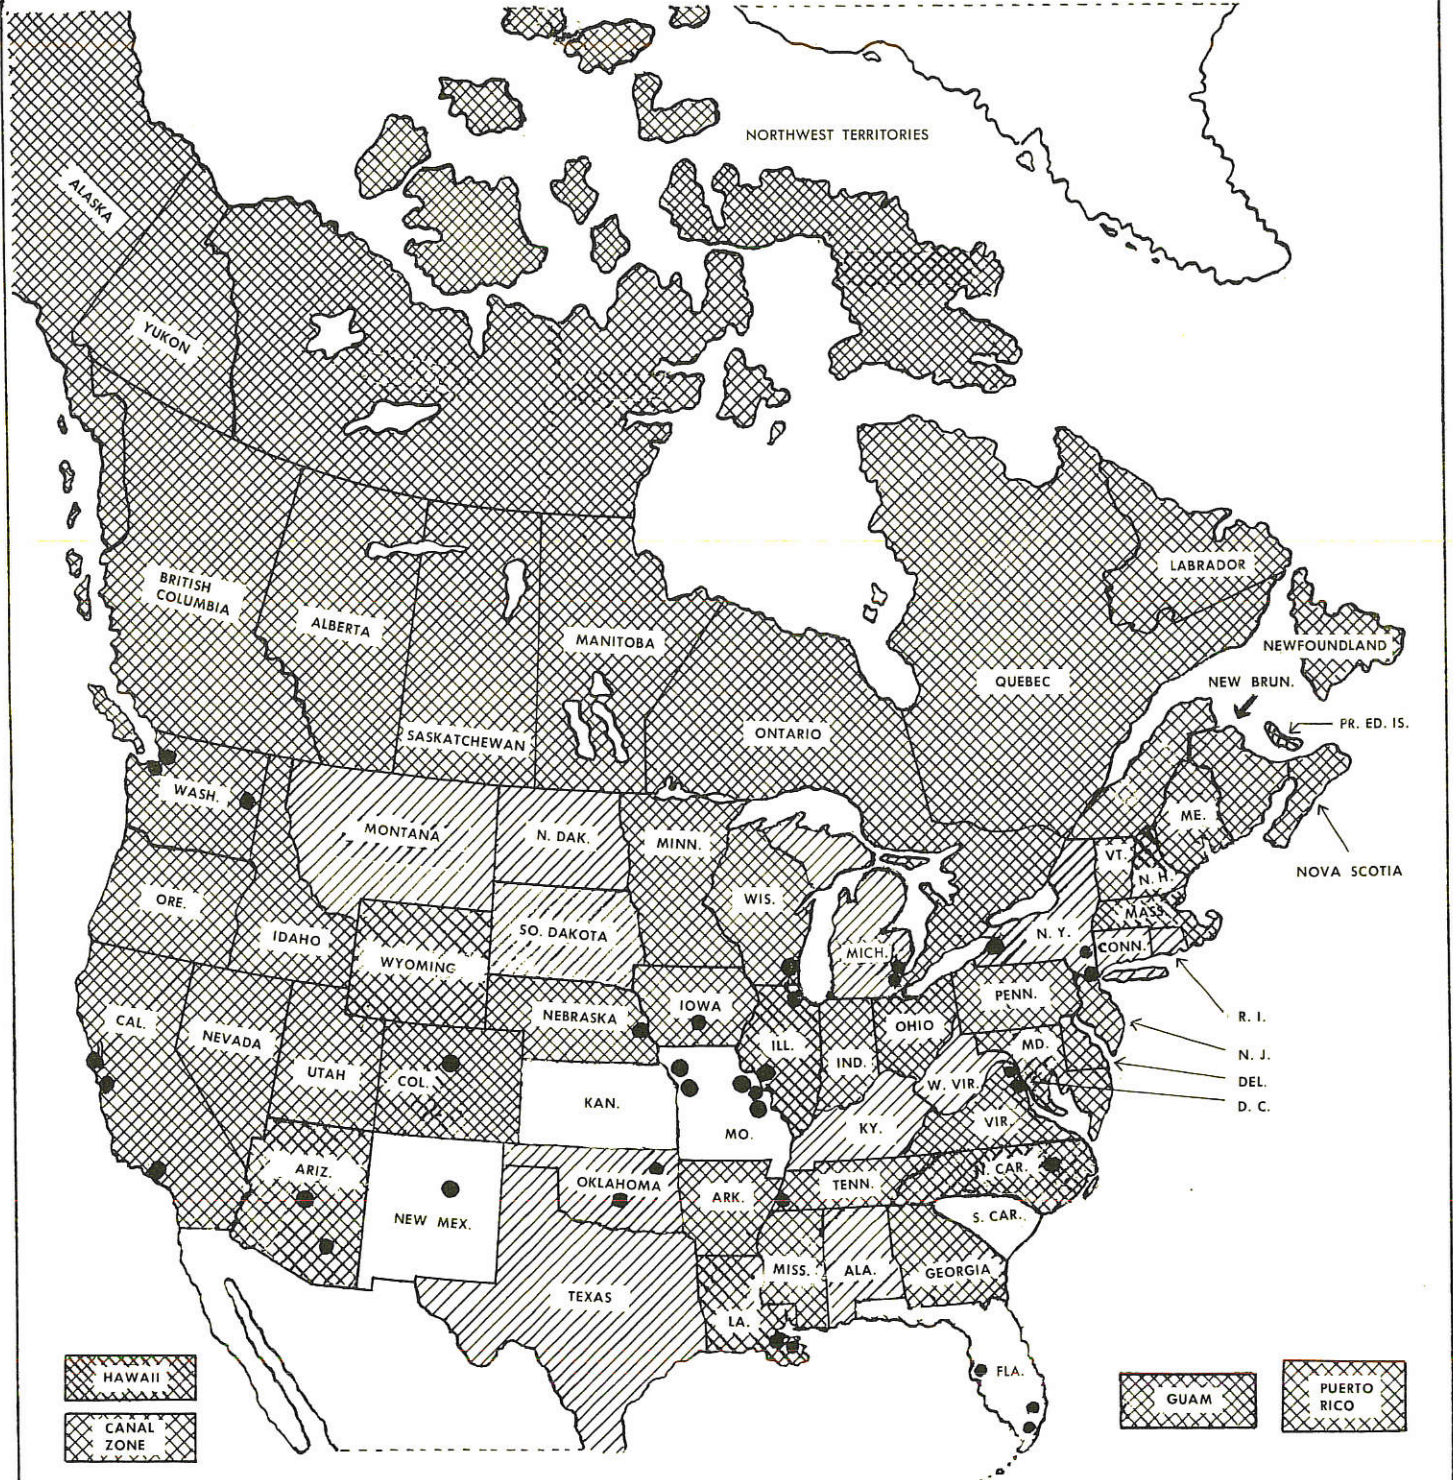 NORTHWEST TERRITORIES
ALASKA
YUKON
BRITISH
COLUMBIA
ALBERTA
SASKATCHEWAN
MANITOBA
ONTARIO
QUEBEC
LABRADOR
NEWFOUNDLAND
NEW BRUN.
PR. ED. IS.
NOVA SCOTIA
WASH.
MONTANA
N. DAK.
MINN.
ME.
VT.
N. H.
ORE.
IDAHO
WYOMING
SO. DAKOTA
WIS.
MICH.
N. Y.
MASS.
CONN.
R. I.
CAL.
NEVADA
UTAH
COL.
NEBRASKA
IOWA
ILL.
IND.
OHIO
PENN.
N. J.
MD.
DEL.
D. C.
W. VIR.
VIR.
KAN.
MO.
KY.
ARIZ.
NEW MEX.
OKLAHOMA
ARK.
TENN.
N. CAR.
S. CAR.
TEXAS
LA.
MISS.
ALA.
GEORGIA
FLA.
HAWAII
CANAL
ZONE
GUAM
PUERTO
RICO